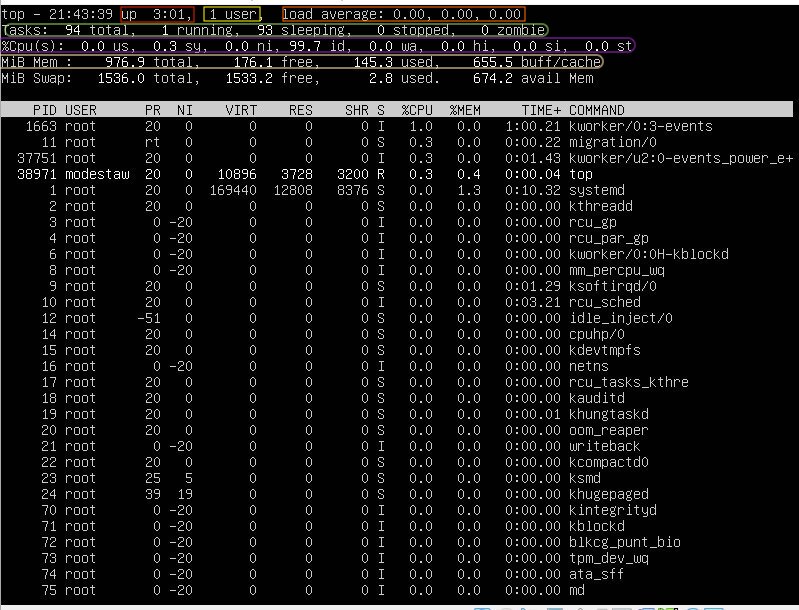 top - 21:43:39 up  3:01,  1 user,  load average: 0.00, 0.00, 0.00
Tasks:  94 total,   1 running,  93 sleeping,   0 stopped,   0 zombie
%Cpu(s):  0.0 us,  0.3 sy,  0.0 ni, 99.7 id,  0.0 wa,  0.0 hi,  0.0 si,  0.0 st
MiB Mem :    976.9 total,    176.1 free,    145.3 used,    655.5 buff/cache
MiB Swap:   1536.0 total,   1533.2 free,      2.8 used.    674.2 avail Mem
PID USER      PR  NI    VIRT    RES    SHR S  %CPU  %MEM     TIME+ COMMAND
1663 root      20   0       0      0      0 I   1.0   0.0   1:00.21 kworker/0:3-events
11 root      rt   0       0      0      0 S   0.3   0.0   0:00.22 migration/0
37751 root      20   0       0      0      0 I   0.3   0.0   0:01.43 kworker/u2:0-events_power_e+
38971 modestaw  20   0   10896   3728   3200 R   0.3   0.4   0:00.04 top
1 root      20   0  169440  12808   8376 S   0.0   1.3   0:10.32 systemd
2 root      20   0       0      0      0 S   0.0   0.0   0:00.00 kthreadd
3 root       0 -20       0      0      0 I   0.0   0.0   0:00.00 rcu_gp
4 root       0 -20       0      0      0 I   0.0   0.0   0:00.00 rcu_par_gp
6 root       0 -20       0      0      0 I   0.0   0.0   0:00.00 kworker/0:0H-kblockd
8 root       0 -20       0      0      0 I   0.0   0.0   0:00.00 mm_percpu_wq
9 root      20   0       0      0      0 S   0.0   0.0   0:01.29 ksoftirqd/0
10 root      20   0       0      0      0 I   0.0   0.0   0:03.21 rcu_sched
12 root     -51   0       0      0      0 S   0.0   0.0   0:00.00 idle_inject/0
14 root      20   0       0      0      0 S   0.0   0.0   0:00.00 cpuhp/0
15 root      20   0       0      0      0 S   0.0   0.0   0:00.00 kdevtmpfs
16 root       0 -20       0      0      0 I   0.0   0.0   0:00.00 netns
17 root      20   0       0      0      0 S   0.0   0.0   0:00.00 rcu_tasks_kthre
18 root      20   0       0      0      0 S   0.0   0.0   0:00.00 kauditd
19 root      20   0       0      0      0 S   0.0   0.0   0:00.01 khungtaskd
20 root      20   0       0      0      0 S   0.0   0.0   0:00.00 oom_reaper
21 root       0 -20       0      0      0 I   0.0   0.0   0:00.00 writeback
22 root      20   0       0      0      0 S   0.0   0.0   0:00.00 kcompactd0
23 root      25   5       0      0      0 S   0.0   0.0   0:00.00 ksmd
24 root      39  19       0      0      0 S   0.0   0.0   0:00.00 khugepaged
70 root       0 -20       0      0      0 I   0.0   0.0   0:00.00 kintegrityd
71 root       0 -20       0      0      0 I   0.0   0.0   0:00.00 kblockd
72 root       0 -20       0      0      0 I   0.0   0.0   0:00.00 blkcg_punt_bio
73 root       0 -20       0      0      0 I   0.0   0.0   0:00.00 tpm_dev_wq
74 root       0 -20       0      0      0 I   0.0   0.0   0:00.00 ata_sff
75 root       0 -20       0      0      0 I   0.0   0.0   0:00.00 md